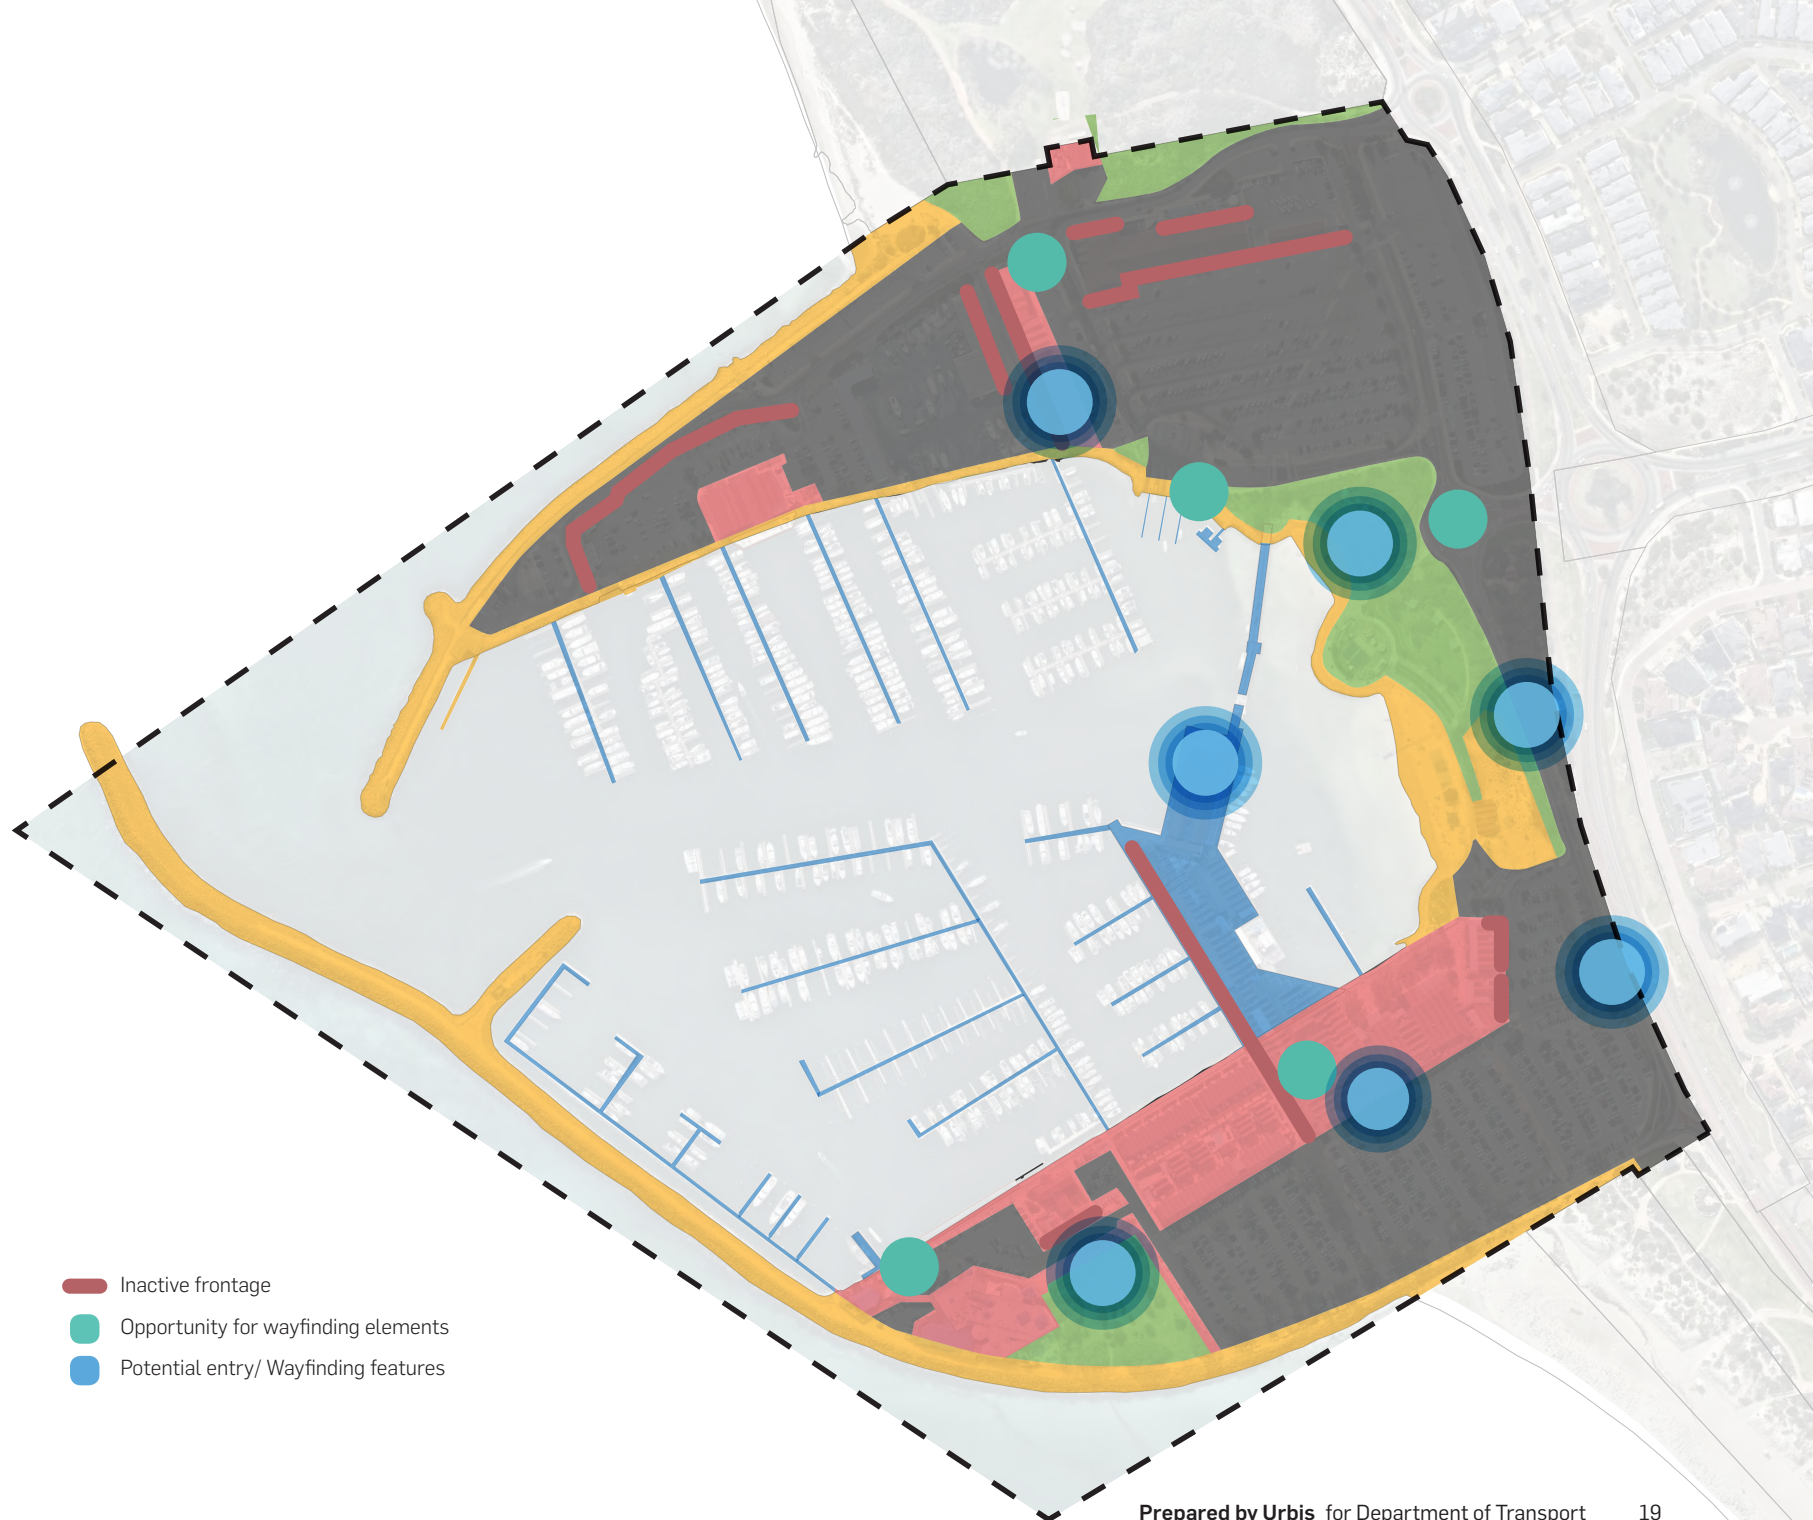 Inactive frontage
Opportunity for wayfinding elements
Potential entry/ Wayfinding features
Prepared by Urbis for Department of Transport 19